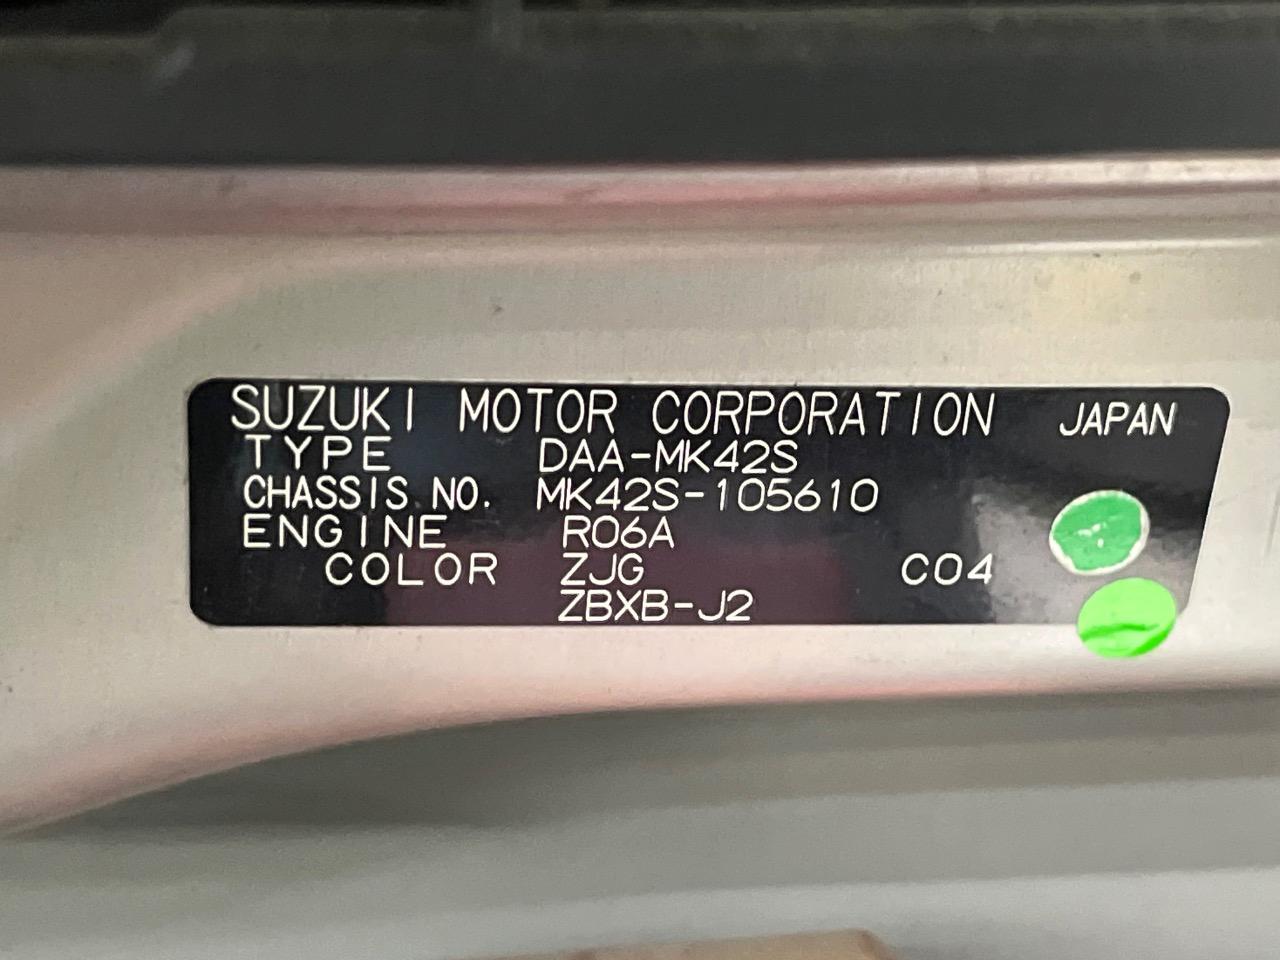 SUZUKI MOTOR CORPORATION JAPAN
TYPE DAA-MK42S
CHASSIS NO. MK42S-105610
ENGINE R06A
COLOR ZJG C04
ZBXB-J2